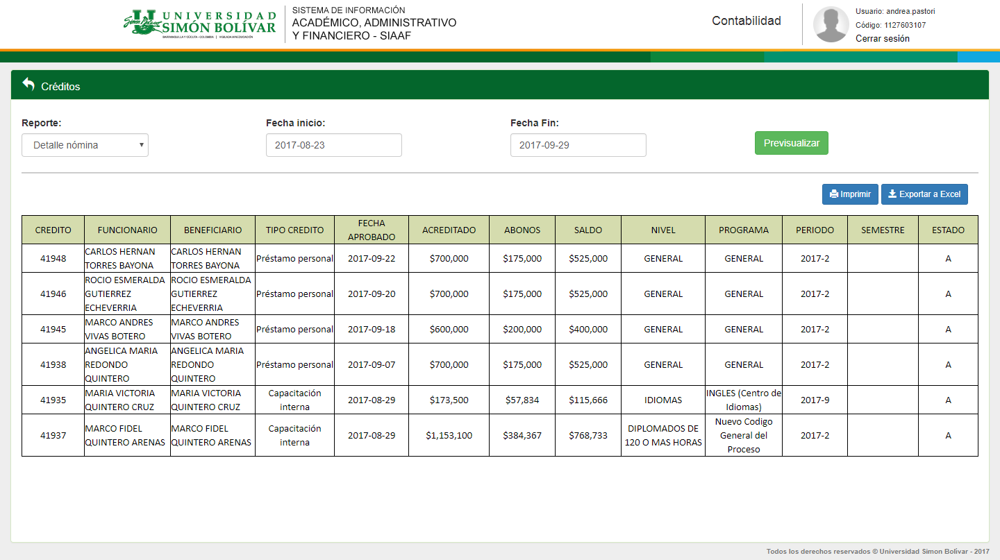 UNIVERSIDAD
SIMÓN BOLÍVAR
BARRANQUILLA Y CÚCUTA - COLOMBIA | VIGILADA MINEDUCACIÓN
SISTEMA DE INFORMACIÓN
ACADÉMICO, ADMINISTRATIVO
Y FINANCIERO - SIAAF
Contabilidad
Usuario: andrea.pastori
Código: 1127603107
Cerrar sesión
Créditos
Reporte: Fecha inicio: Fecha Fin:
Detalle nómina 2017-08-23 2017-09-29 Previsualizar
Imprimir Exportar a Excel
CREDITO FUNCIONARIO BENEFICIARIO TIPO CREDITO FECHA APROBADO ACREDITADO ABONOS SALDO NIVEL PROGRAMA PERIODO SEMESTRE ESTADO
41948 CARLOS HERNAN TORRES BAYONA CARLOS HERNAN TORRES BAYONA Préstamo personal 2017-09-22 $700,000 $175,000 $525,000 GENERAL GENERAL 2017-2 A
41946 ROCIO ESMERALDA GUTIERREZ ECHEVERRIA ROCIO ESMERALDA GUTIERREZ ECHEVERRIA Préstamo personal 2017-09-20 $700,000 $175,000 $525,000 GENERAL GENERAL 2017-2 A
41945 MARCO ANDRES VIVAS BOTERO MARCO ANDRES VIVAS BOTERO Préstamo personal 2017-09-18 $600,000 $200,000 $400,000 GENERAL GENERAL 2017-2 A
41938 ANGELICA MARIA REDONDO QUINTERO ANGELICA MARIA REDONDO QUINTERO Préstamo personal 2017-09-07 $700,000 $175,000 $525,000 GENERAL GENERAL 2017-2 A
41935 MARIA VICTORIA QUINTERO CRUZ MARIA VICTORIA QUINTERO CRUZ Capacitación interna 2017-08-29 $173,500 $57,834 $115,666 IDIOMAS INGLES (Centro de Idiomas) 2017-9 A
41937 MARCO FIDEL QUINTERO ARENAS MARCO FIDEL QUINTERO ARENAS Capacitación interna 2017-08-29 $1,153,100 $384,367 $768,733 DIPLOMADOS DE 120 O MAS HORAS Nuevo Codigo General del Proceso 2017-2 A
Todos los derechos reservados © Universidad Simon Bolivar - 2017